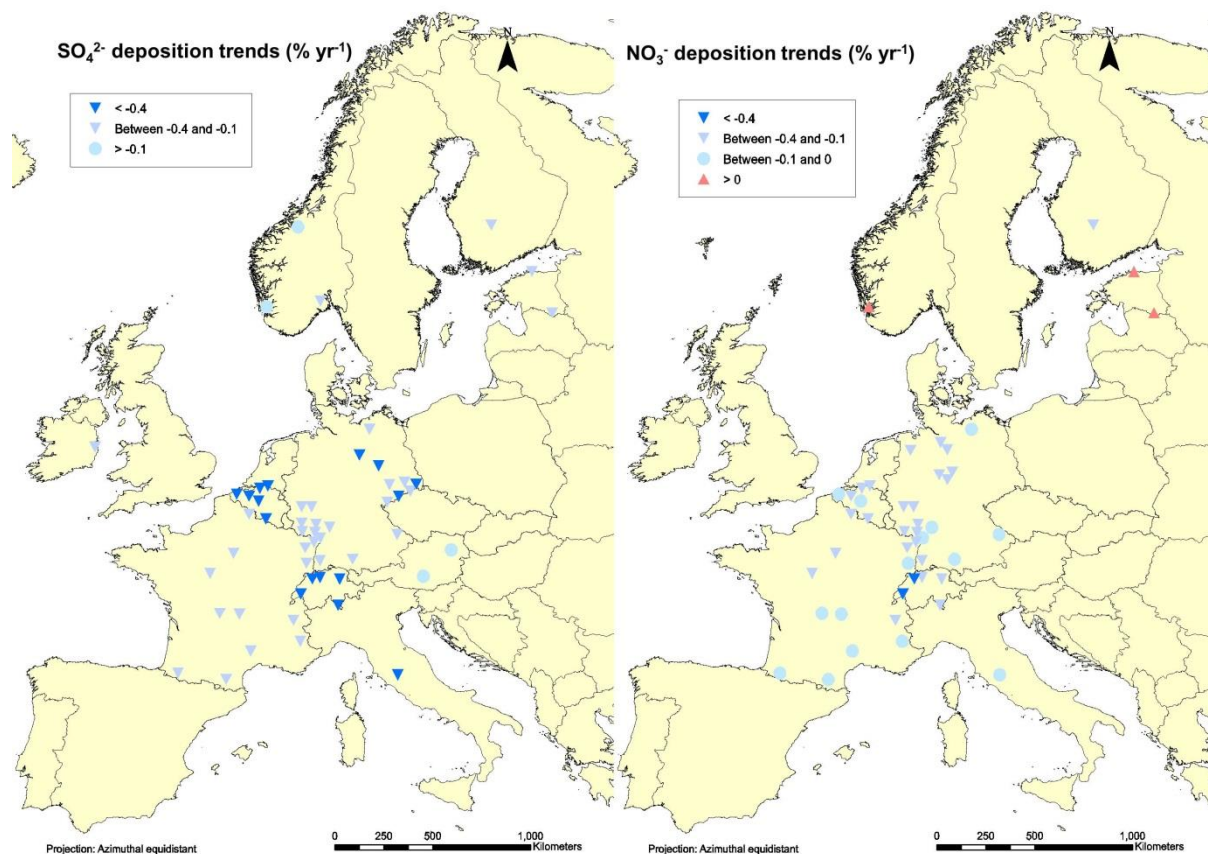 SO₄²⁻ deposition trends (% yr⁻¹)
N
< -0.4
Between -0.4 and -0.1
> -0.1
0 250 500 1,000
Kilometers
Projection: Azimuthal equidistant
NO₃⁻ deposition trends (% yr⁻¹)
N
< -0.4
Between -0.4 and -0.1
Between -0.1 and 0
> 0
0 250 500 1,000
Kilometers
Projection: Azimuthal equidistant